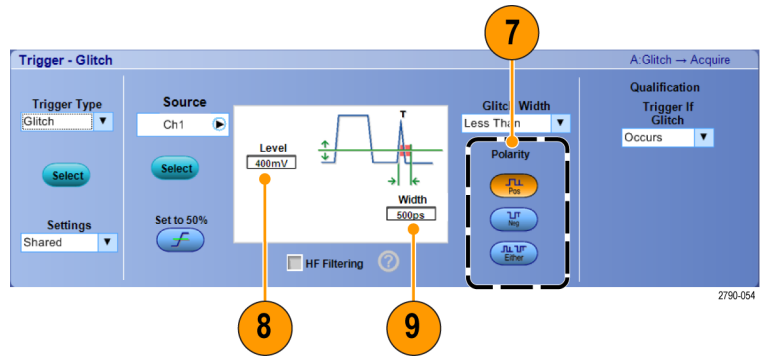 7
Trigger - Glitch
A:Glitch → Acquire
Trigger Type
Glitch
Select
Settings
Shared
Source
Ch1
Select
Set to 50%
Level
400mV
T
Width
500ps
HF Filtering
?
Glitch Width
Less Than
Polarity
Pos
Neg
Either
Qualification
Trigger If
Glitch
Occurs
2790-054
8
9